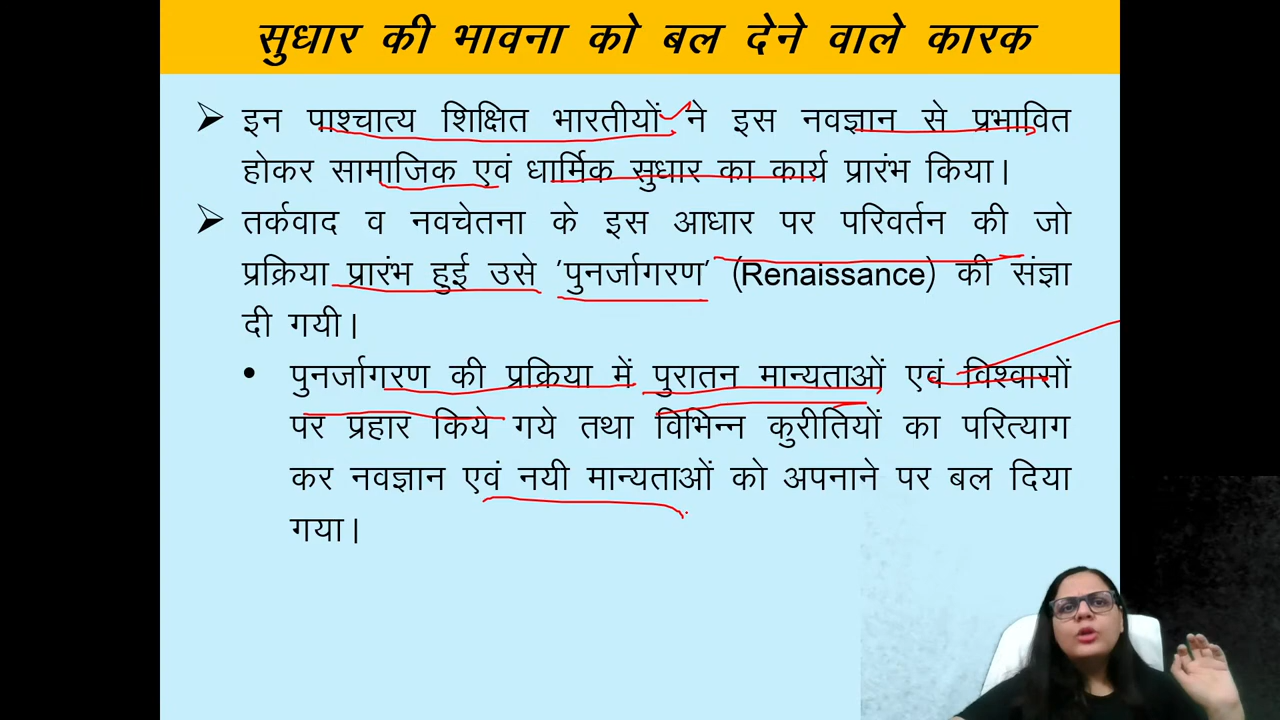 सुधार की भावना को बल देने वाले कारक
➢ इन पाश्चात्य शिक्षित भारतीयों ने इस नवज्ञान से प्रभावित
होकर सामाजिक एवं धार्मिक सुधार का कार्य प्रारंभ किया।
➢ तर्कवाद व नवचेतना के इस आधार पर परिवर्तन की जो
प्रक्रिया प्रारंभ हुई उसे 'पुनर्जागरण' (Renaissance) की संज्ञा
दी गयी।
• पुनर्जागरण की प्रक्रिया में पुरातन मान्यताओं एवं विश्वासों
पर प्रहार किये गये तथा विभिन्न कुरीतियों का परित्याग
कर नवज्ञान एवं नयी मान्यताओं को अपनाने पर बल दिया
गया।